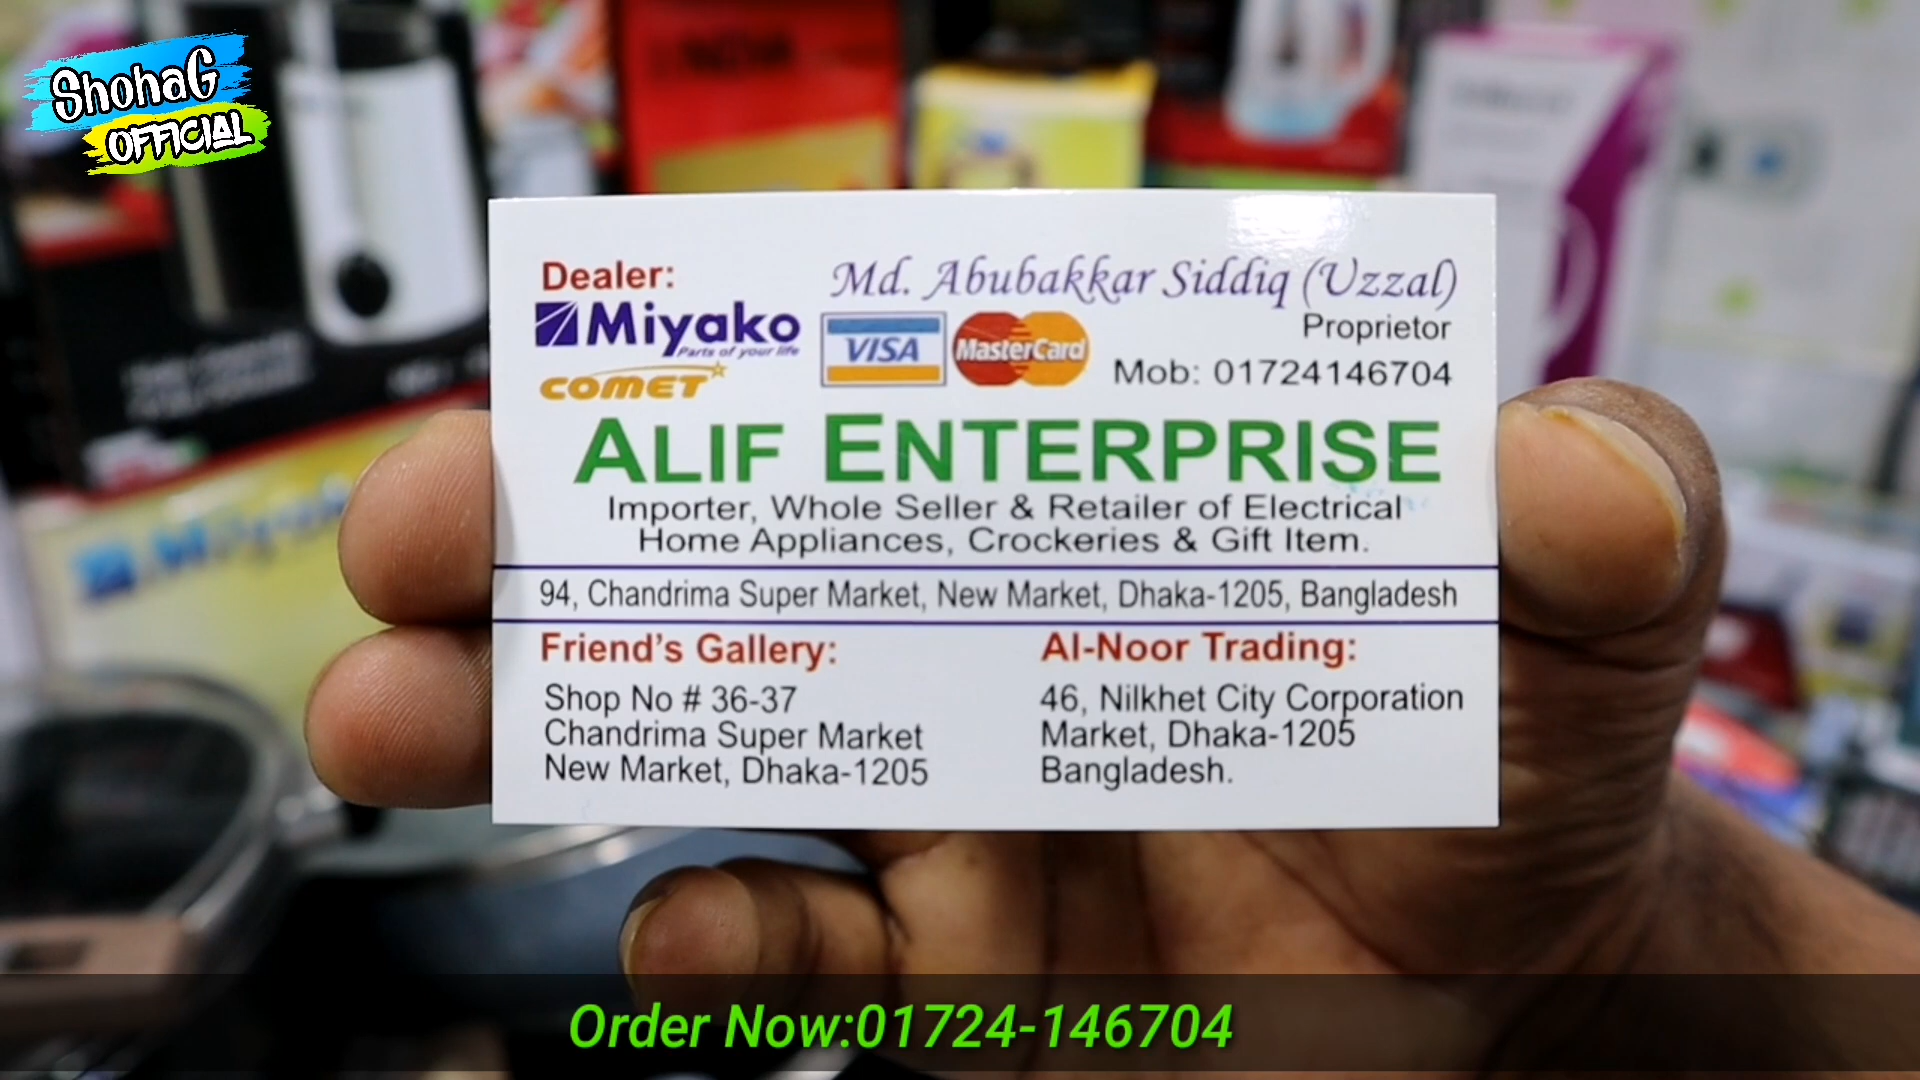 ShohaG
OFFICIAL
Dealer:
Miyako
Parts of your life
COMET
VISA
MasterCard
Md. Abubakkar Siddiq (Uzzal)
Proprietor
Mob: 01724146704
ALIF ENTERPRISE
Importer, Whole Seller & Retailer of Electrical
Home Appliances, Crockeries & Gift Item.
94, Chandrima Super Market, New Market, Dhaka-1205, Bangladesh
Friend's Gallery:
Shop No # 36-37
Chandrima Super Market
New Market, Dhaka-1205
Al-Noor Trading:
46, Nilkhet City Corporation
Market, Dhaka-1205
Bangladesh.
Miyako
Order Now:01724-146704